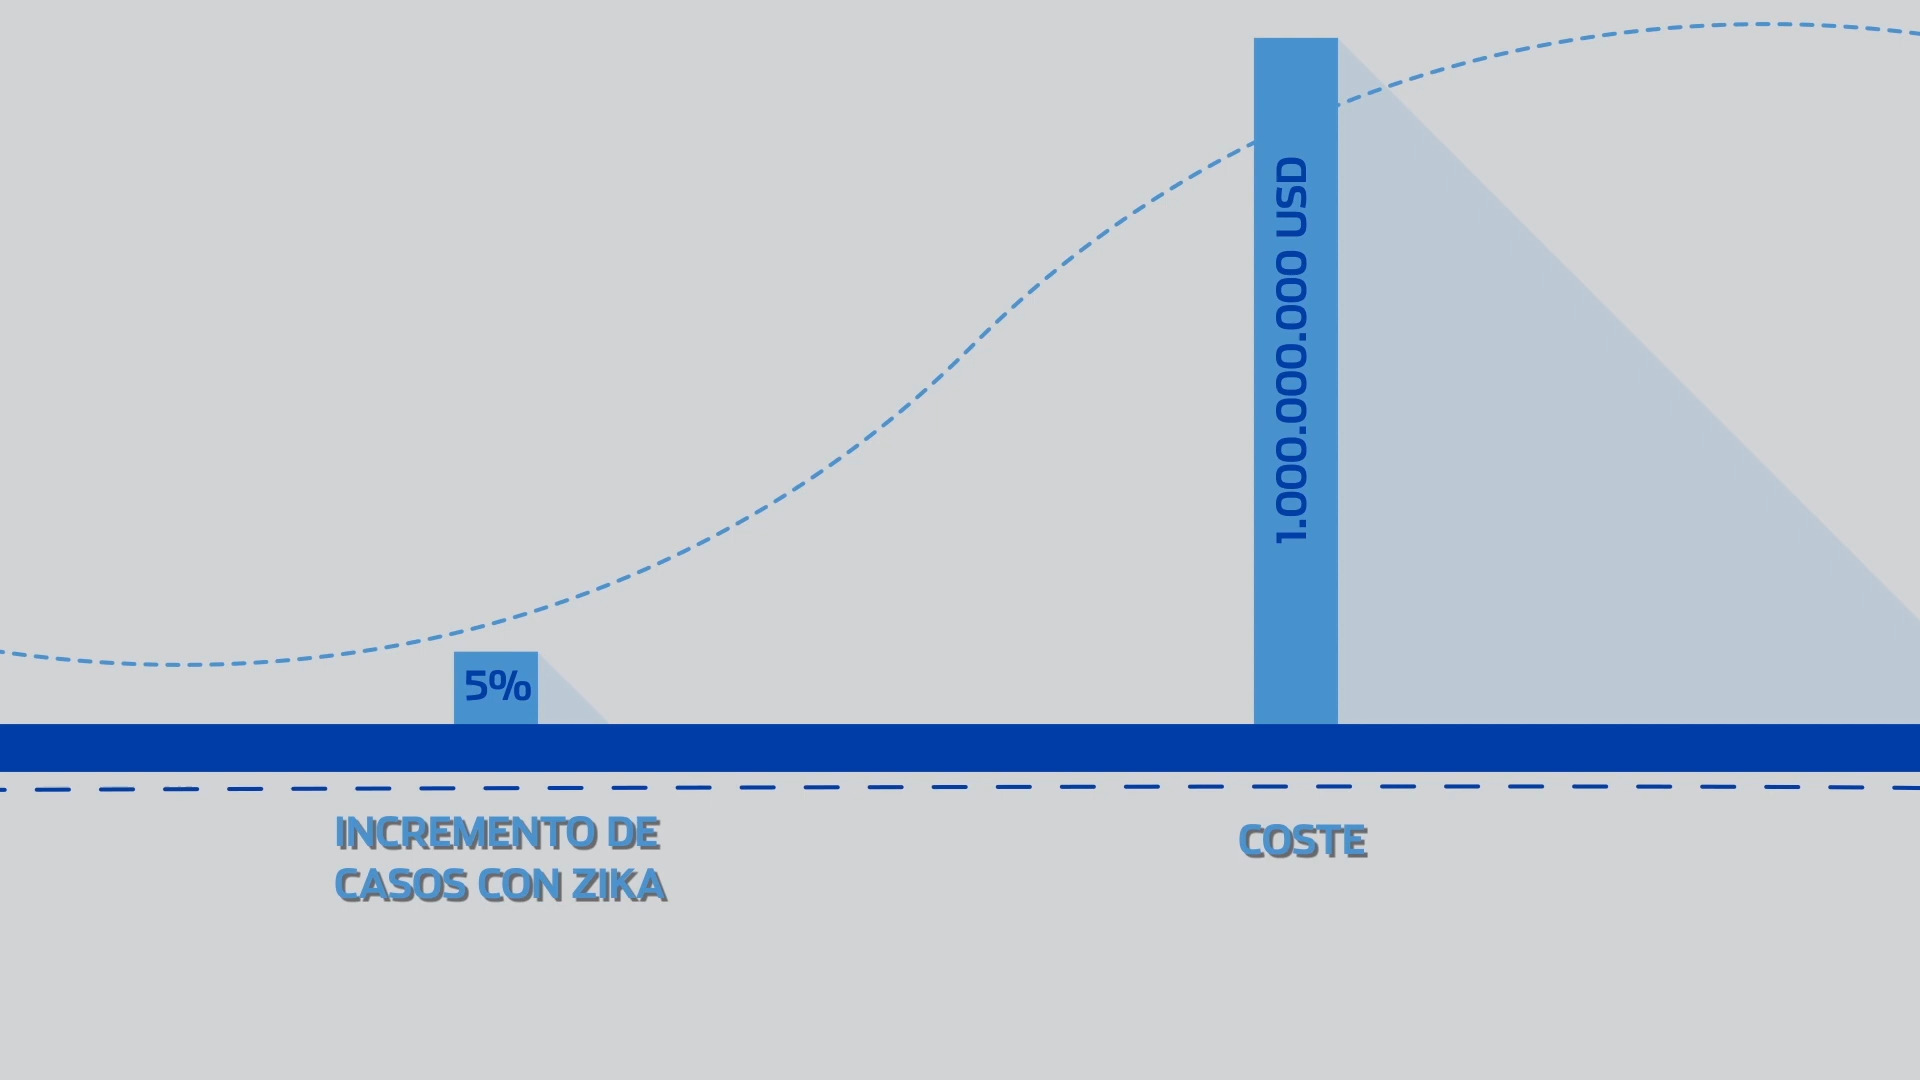 1.000.000.000 USD
5%
INCREMENTO DE
CASOS CON ZIKA
COSTE